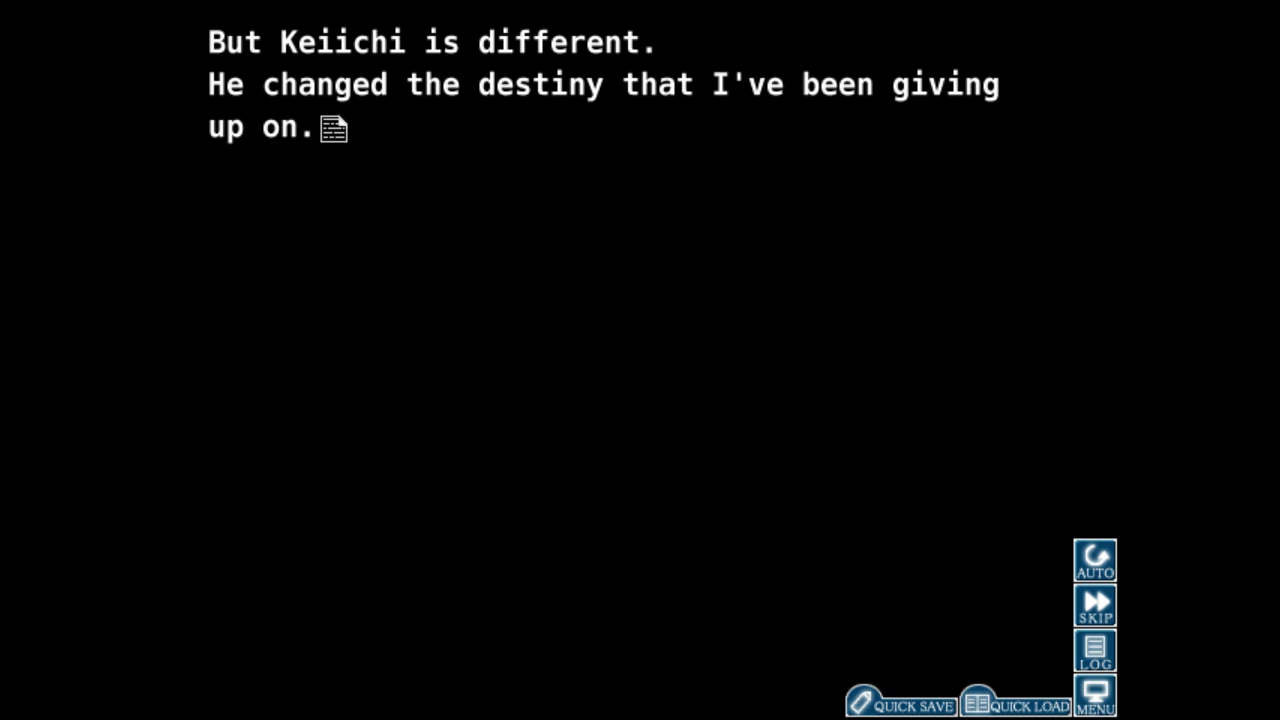 But Keiichi is different.
He changed the destiny that I've been giving
up on.
AUTO
SKIP
LOG
QUICK SAVE
QUICK LOAD
MENU